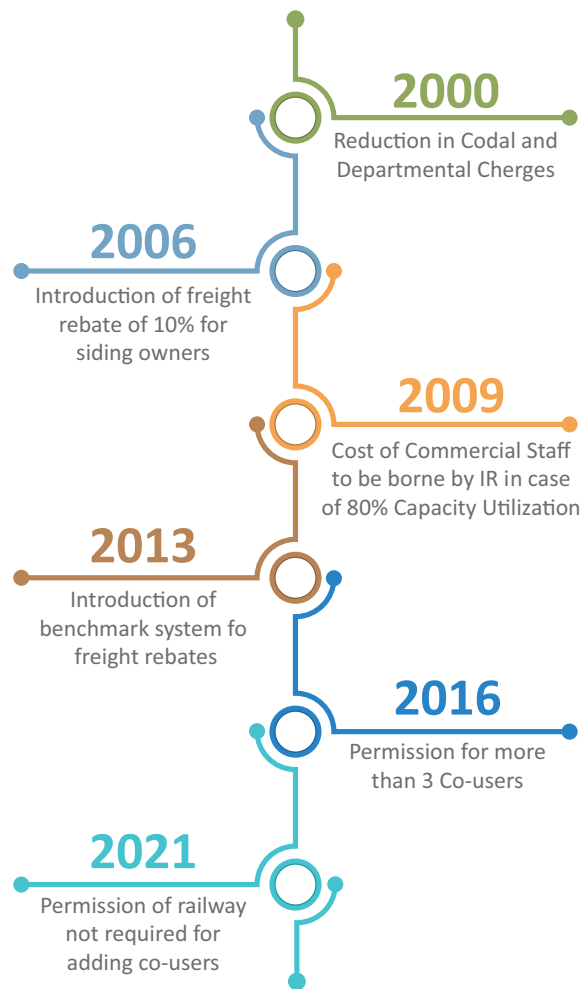 2000
Reduction in Codal and
Departmental Cherges
2006
Introduction of freight
rebate of 10% for
siding owners
2009
Cost of Commercial Staff
to be borne by IR in case
of 80% Capacity Utilization
2013
Introduction of
benchmark system fo
freight rebates
2016
Permission for more
than 3 Co-users
2021
Permission of railway
not required for
adding co-users